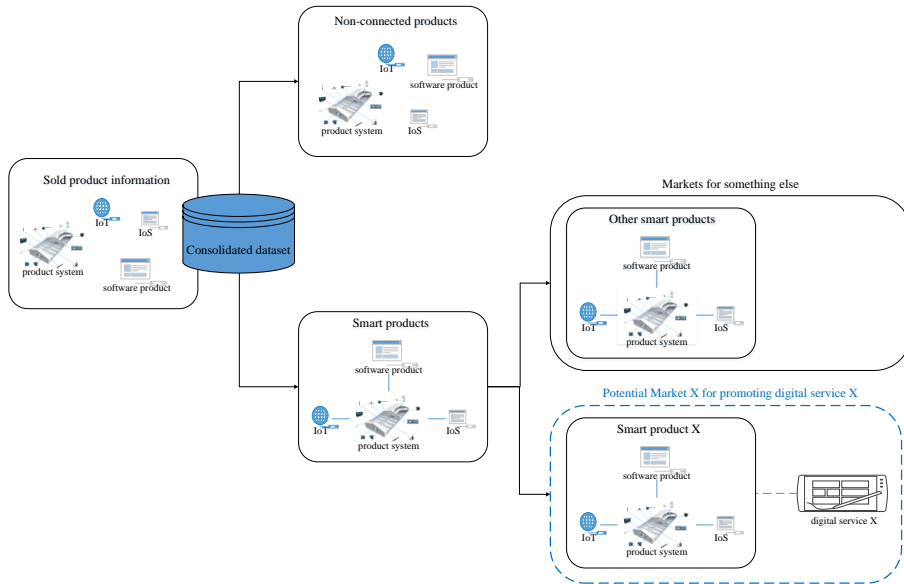 Non-connected products
IoT
software product
product system
IoS
Sold product information
IoT
IoS
product system
software product
Consolidated dataset
Smart products
software product
IoT
IoS
product system
Markets for something else
Other smart products
software product
IoT
IoS
product system
Potential Market X for promoting digital service X
Smart product X
software product
IoT
IoS
product system
digital service X